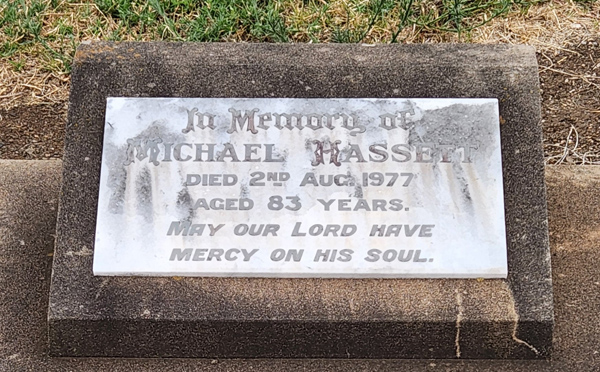 In Memory of
MICHAEL HASSETT
DIED 2ND AUG. 1977
AGED 83 YEARS.
MAY OUR LORD HAVE
MERCY ON HIS SOUL.